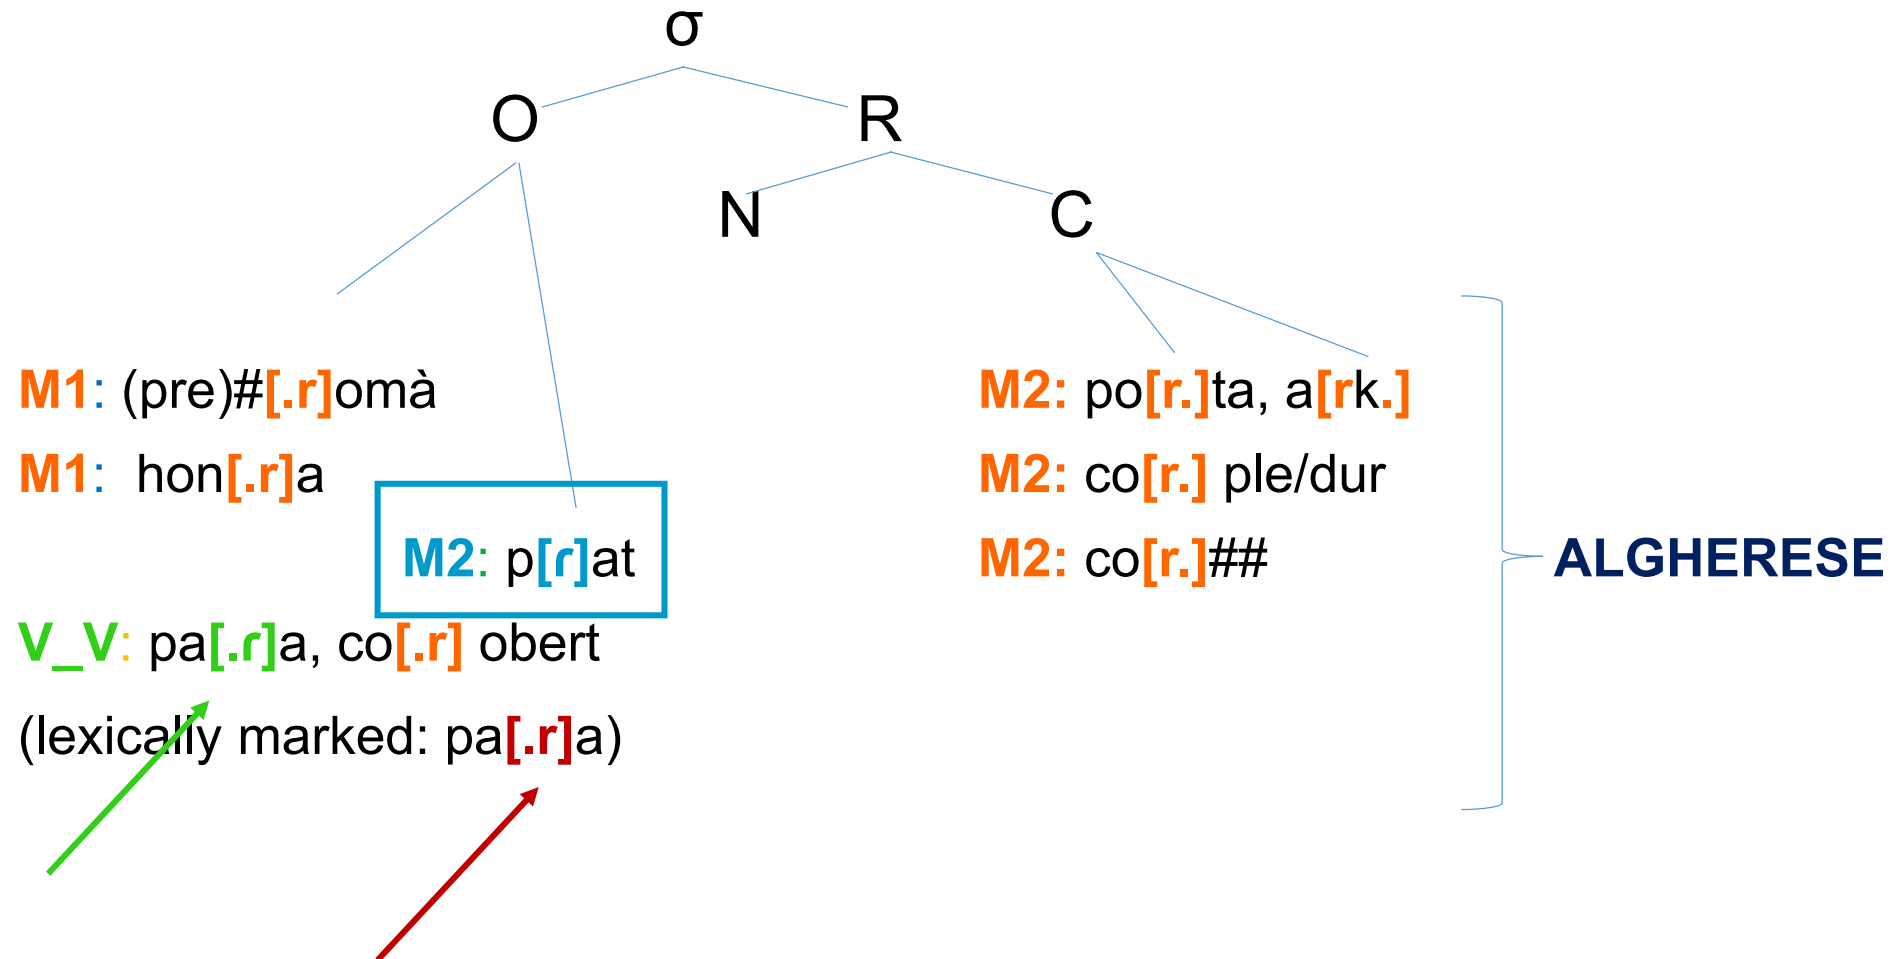 σ
O R
N C
M1: (pre)#[.r]omà
M1: hon[.r]a
M2: p[ɾ]at
V_V: pa[.ɾ]a, co[.r] obert
(lexically marked: pa[.r]a)
M2: po[r.]ta, a[rk.]
M2: co[r.] ple/dur
M2: co[r.]##
ALGHERESE